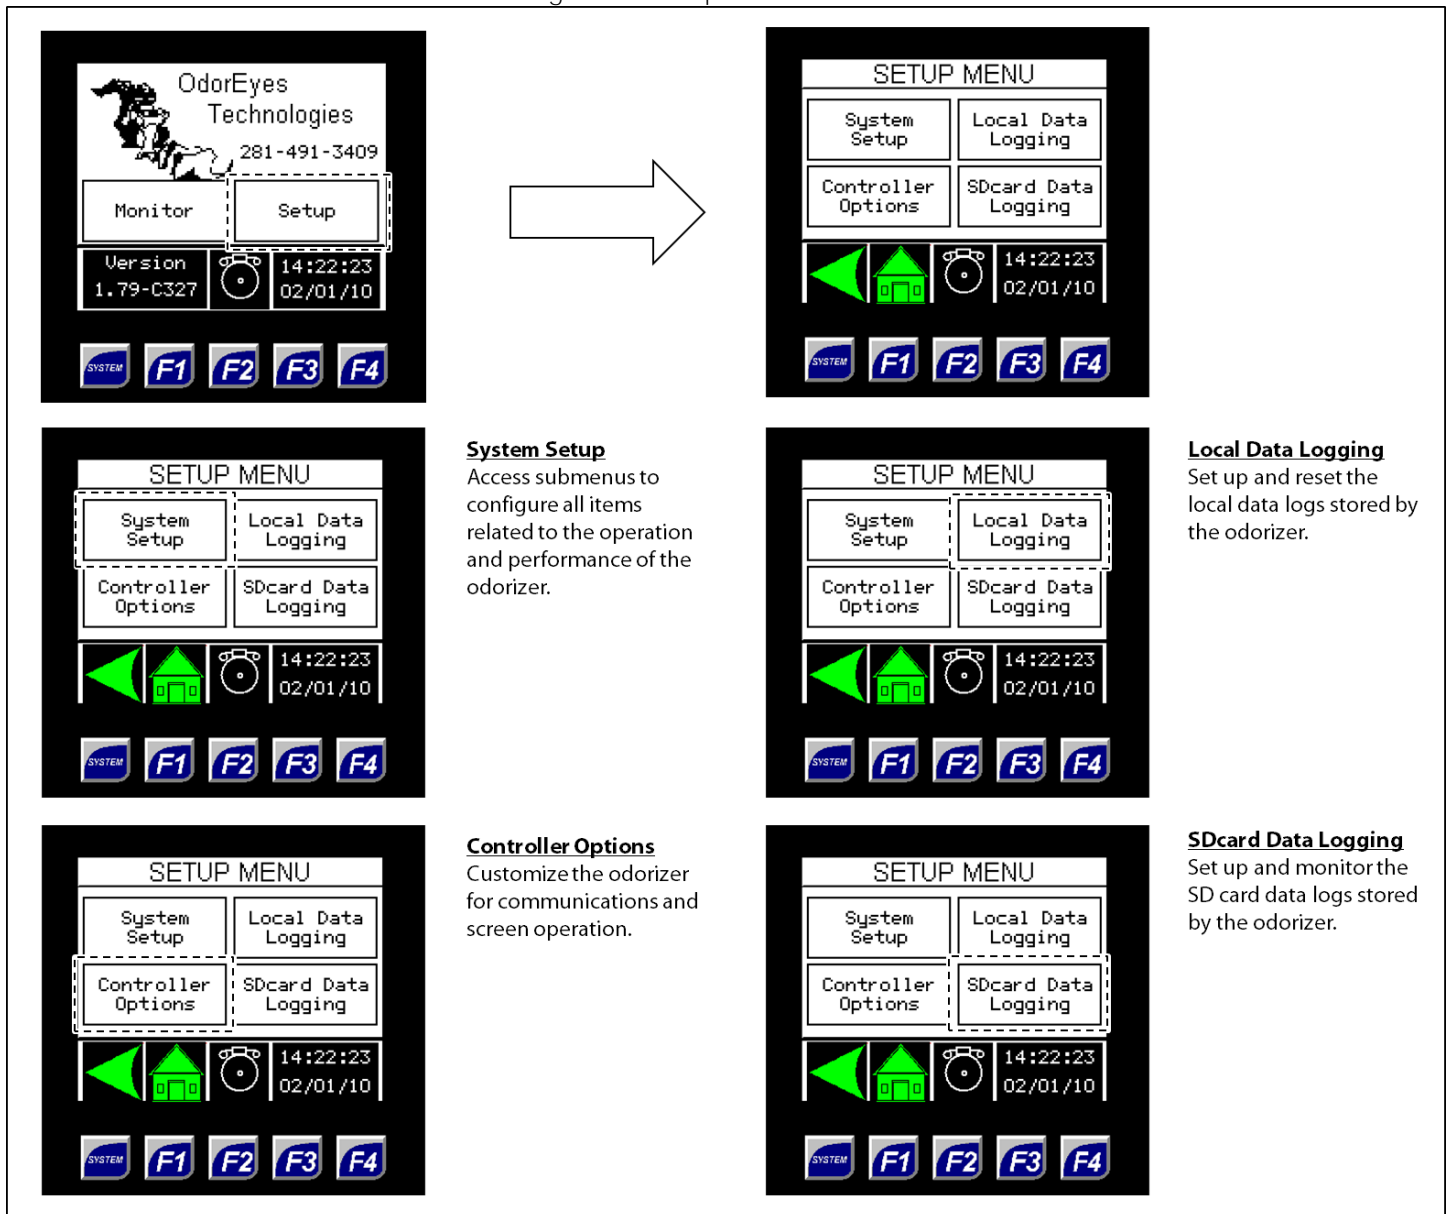 OdorEyes
Technologies
281-491-3409
Monitor
Setup
Version
1.79-C327
14:22:23
02/01/10
SYSTEM F1 F2 F3 F4
SETUP MENU
System
Setup
Local Data
Logging
Controller
Options
SDcard Data
Logging
14:22:23
02/01/10
SYSTEM F1 F2 F3 F4
SETUP MENU
System
Setup
Local Data
Logging
Controller
Options
SDcard Data
Logging
14:22:23
02/01/10
SYSTEM F1 F2 F3 F4
System Setup
Access submenus to
configure all items
related to the operation
and performance of the
odorizer.
SETUP MENU
System
Setup
Local Data
Logging
Controller
Options
SDcard Data
Logging
14:22:23
02/01/10
SYSTEM F1 F2 F3 F4
Local Data Logging
Set up and reset the
local data logs stored by
the odorizer.
SETUP MENU
System
Setup
Local Data
Logging
Controller
Options
SDcard Data
Logging
14:22:23
02/01/10
SYSTEM F1 F2 F3 F4
Controller Options
Customize the odorizer
for communications and
screen operation.
SETUP MENU
System
Setup
Local Data
Logging
Controller
Options
SDcard Data
Logging
14:22:23
02/01/10
SYSTEM F1 F2 F3 F4
SDcard Data Logging
Set up and monitor the
SD card data logs stored
by the odorizer.